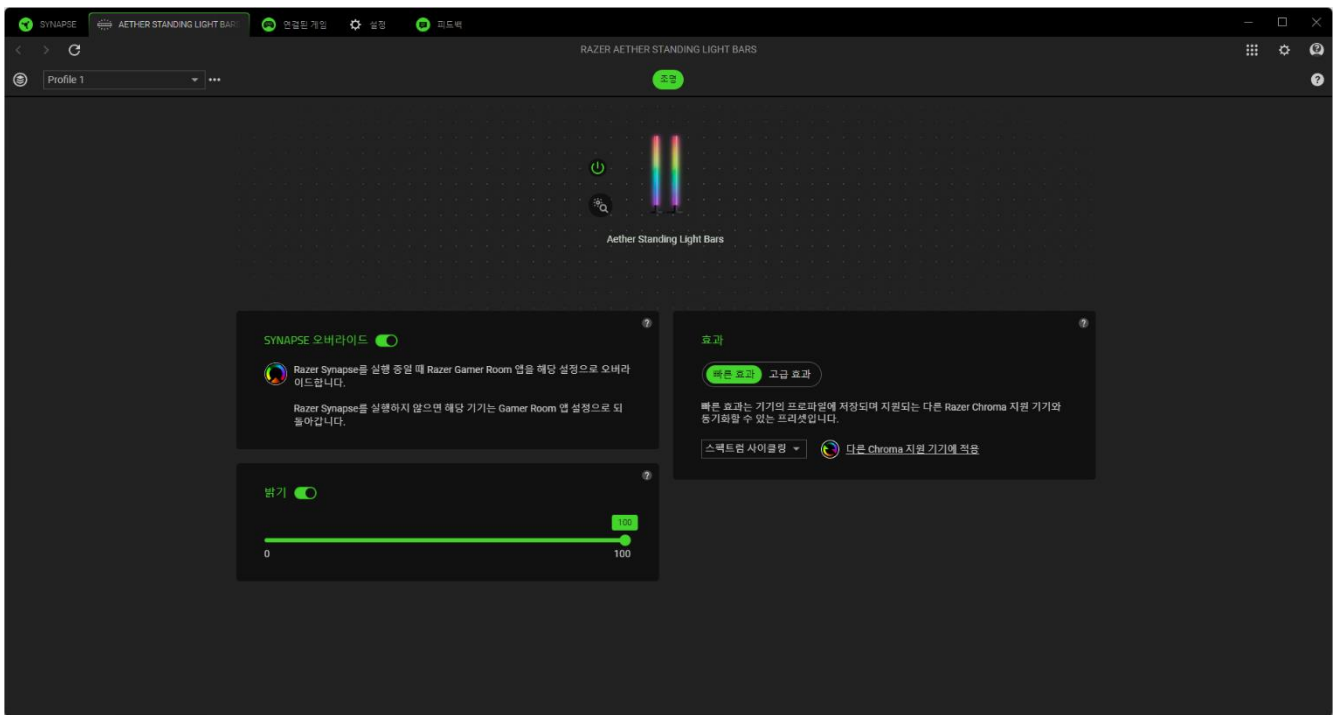 SYNAPSE
AETHER STANDING LIGHT BARS
연결된 게임
설정
피드백
RAZER AETHER STANDING LIGHT BARS
Profile 1
조명
Aether Standing Light Bars
SYNAPSE 오버라이드
Razer Synapse를 실행 중일 때 Razer Gamer Room 앱을 해당 설정으로 오버라
이드합니다.
Razer Synapse를 실행하지 않으면 해당 기기는 Gamer Room 앱 설정으로 되
돌아갑니다.
밝기
100
0
100
효과
빠른 효과
고급 효과
빠른 효과는 기기의 프로파일에 저장되며 지원되는 다른 Razer Chroma 지원 기기와
동기화할 수 있는 프리셋입니다.
스펙트럼 사이클링
다른 Chroma 지원 기기에 적용